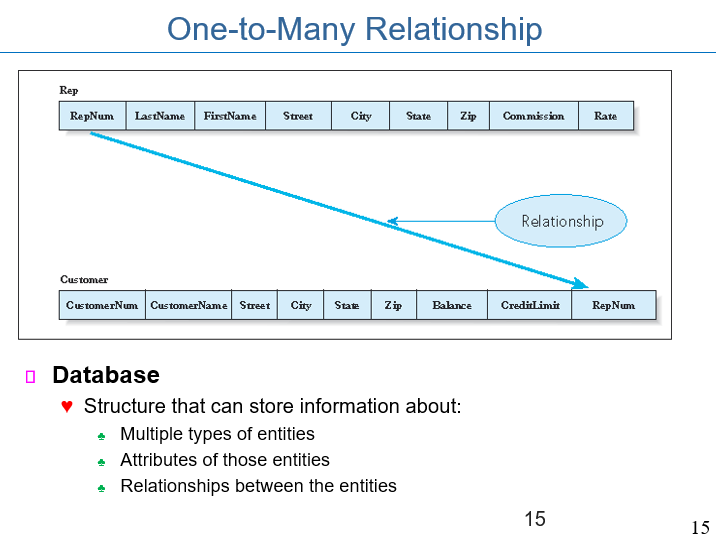 One-to-Many Relationship
Rep
RepNum LastName FirstName Street City State Zip Commission Rate
Relationship
Customer
CustomerNum CustomerName Street City State Zip Balance CreditLimit RepNum
Database
Structure that can store information about:
Multiple types of entities
Attributes of those entities
Relationships between the entities
15
15